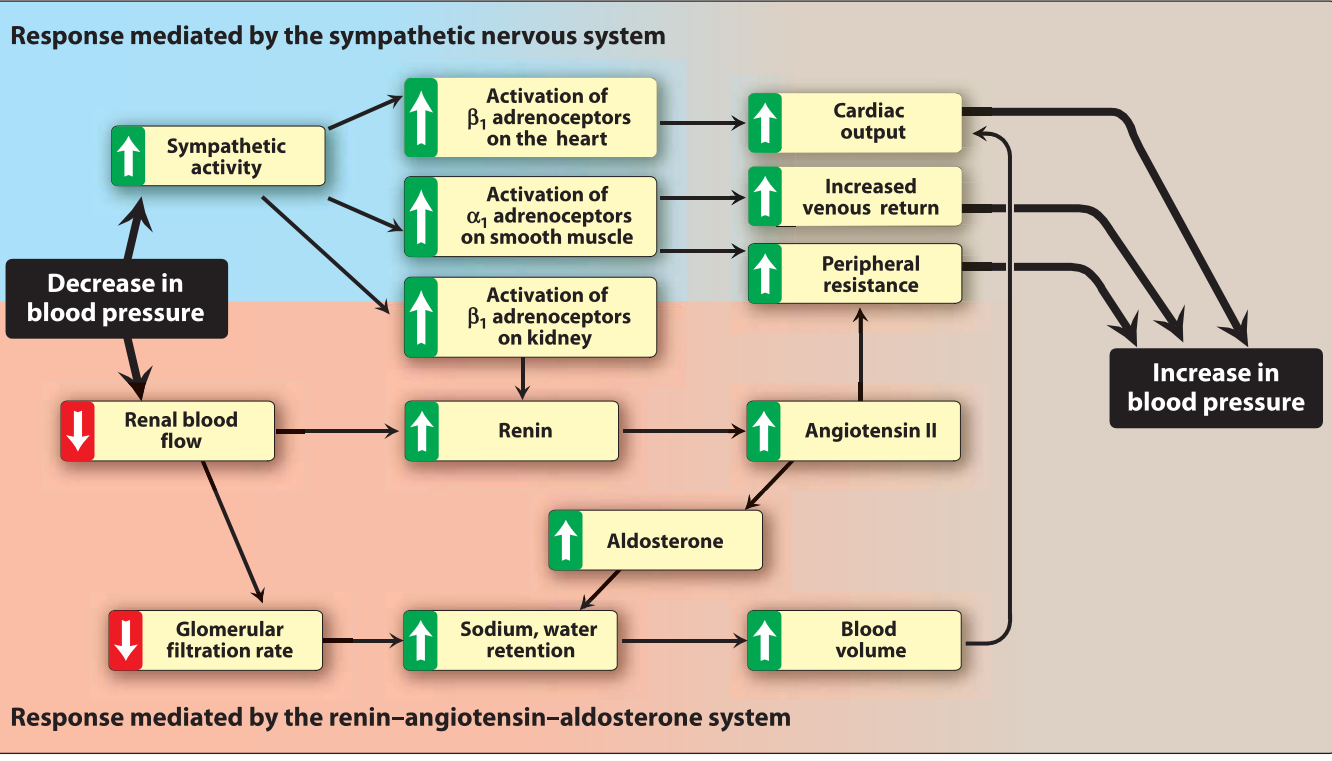 Response mediated by the sympathetic nervous system
Sympathetic
activity
Activation of
β1 adrenoceptors
on the heart
Activation of
α1 adrenoceptors
on smooth muscle
Activation of
β1 adrenoceptors
on kidney
Cardiac
output
Increased
venous return
Peripheral
resistance
Decrease in
blood pressure
Increase in
blood pressure
Renal blood
flow
Renin
Angiotensin II
Aldosterone
Glomerular
filtration rate
Sodium, water
retention
Blood
volume
Response mediated by the renin–angiotensin–aldosterone system